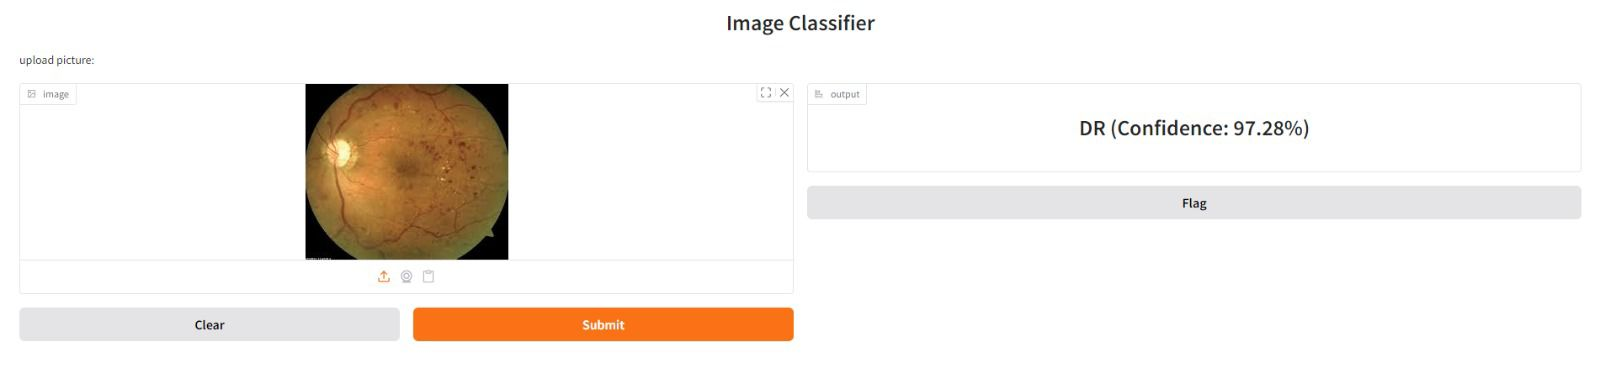 Image Classifier
upload picture:
image
output
DR (Confidence: 97.28%)
Flag
Clear
Submit